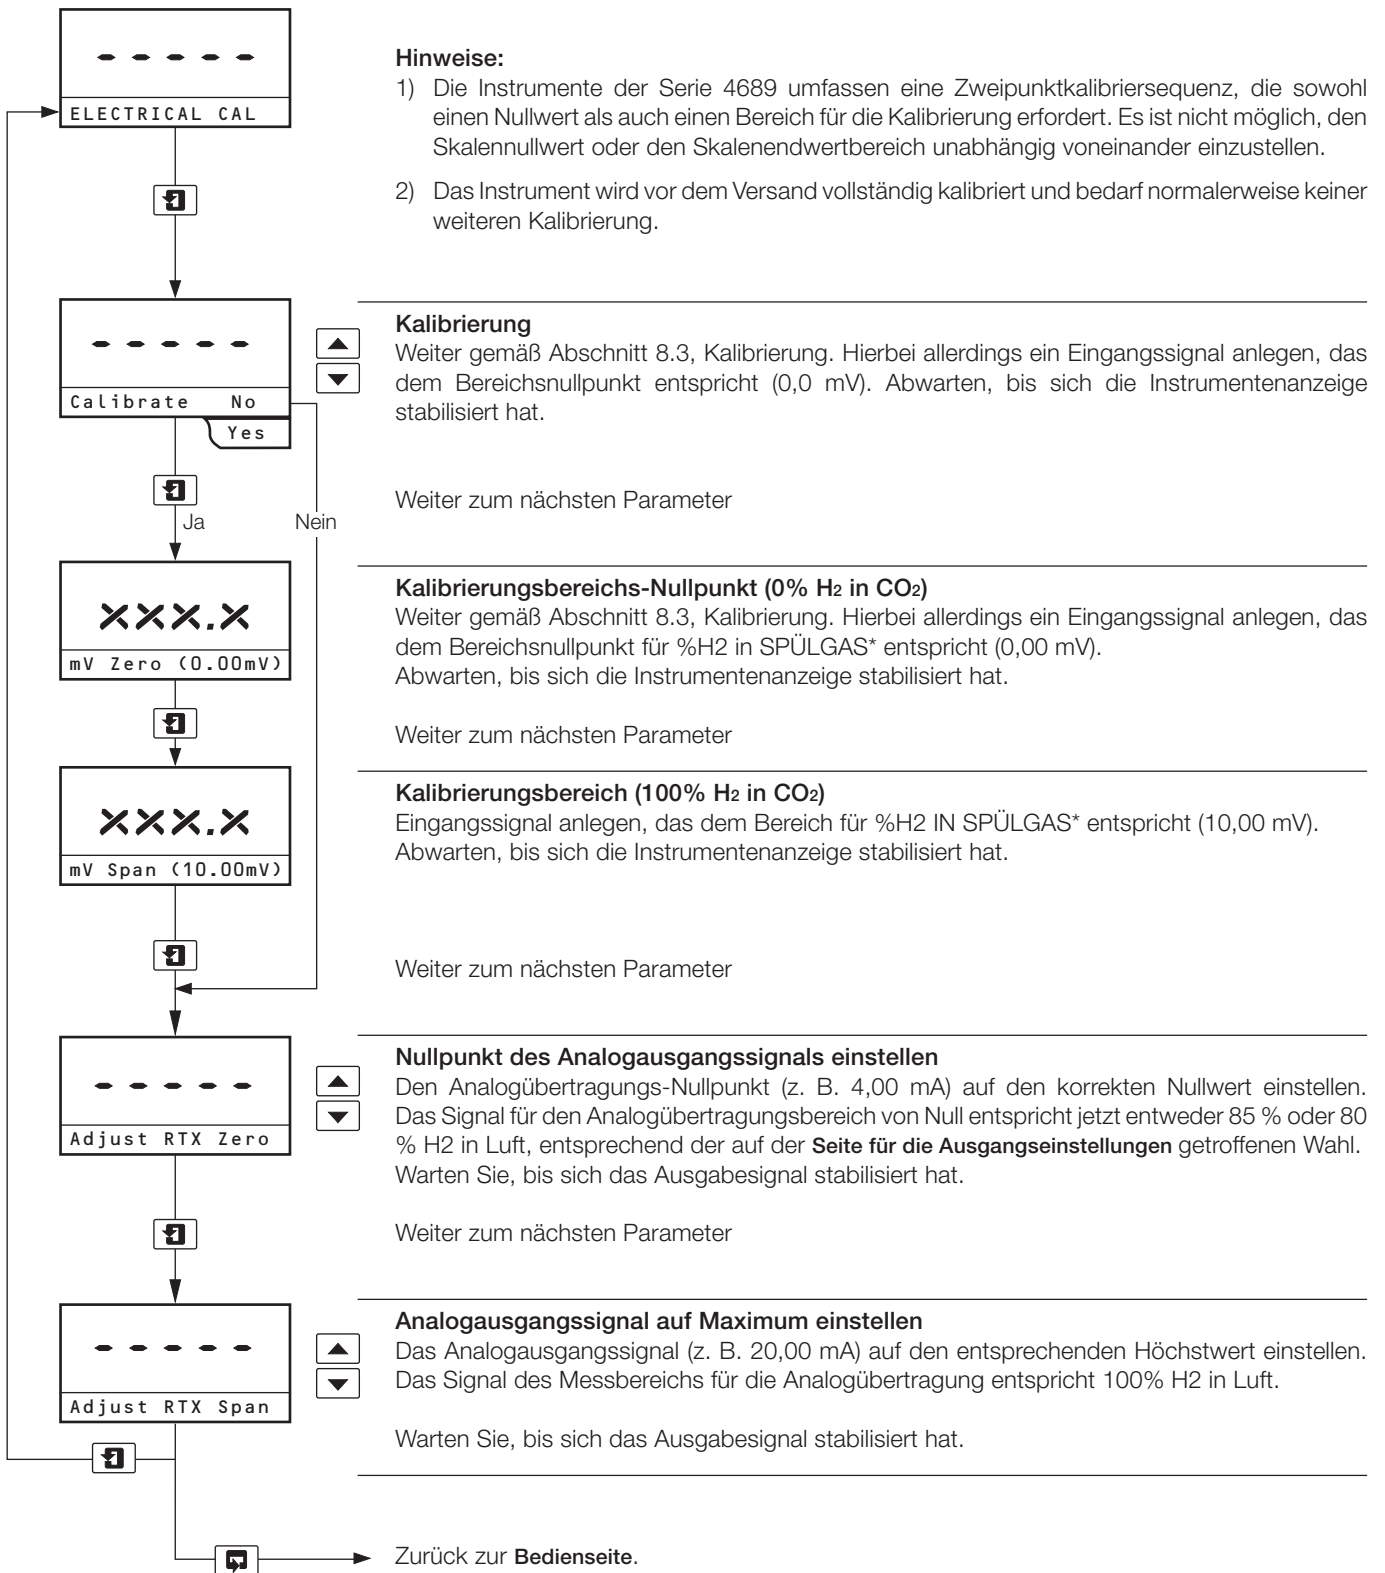 ELECTRICAL CAL
Hinweise:
1) Die Instrumente der Serie 4689 umfassen eine Zweipunktkalibriersequenz, die sowohl
einen Nullwert als auch einen Bereich für die Kalibrierung erfordert. Es ist nicht möglich, den
Skalennullwert oder den Skalenendwertbereich unabhängig voneinander einzustellen.
2) Das Instrument wird vor dem Versand vollständig kalibriert und bedarf normalerweise keiner
weiteren Kalibrierung.
Calibrate No
Yes
Kalibrierung
Weiter gemäß Abschnitt 8.3, Kalibrierung. Hierbei allerdings ein Eingangssignal anlegen, das
dem Bereichsnullpunkt entspricht (0,0 mV). Abwarten, bis sich die Instrumentenanzeige
stabilisiert hat.
Weiter zum nächsten Parameter
Ja
Nein
XXX.X
mV Zero (0.00mV)
Kalibrierungsbereichs-Nullpunkt (0% H2 in CO2)
Weiter gemäß Abschnitt 8.3, Kalibrierung. Hierbei allerdings ein Eingangssignal anlegen, das
dem Bereichsnullpunkt für %H2 in SPÜLGAS* entspricht (0,00 mV).
Abwarten, bis sich die Instrumentenanzeige stabilisiert hat.
Weiter zum nächsten Parameter
XXX.X
mV Span (10.00mV)
Kalibrierungsbereich (100% H2 in CO2)
Eingangssignal anlegen, das dem Bereich für %H2 IN SPÜLGAS* entspricht (10,00 mV).
Abwarten, bis sich die Instrumentenanzeige stabilisiert hat.
Weiter zum nächsten Parameter
Adjust RTX Zero
Nullpunkt des Analogausgangssignals einstellen
Den Analogübertragungs-Nullpunkt (z. B. 4,00 mA) auf den korrekten Nullwert einstellen.
Das Signal für den Analogübertragungsbereich von Null entspricht jetzt entweder 85 % oder 80
% H2 in Luft, entsprechend der auf der Seite für die Ausgangseinstellungen getroffenen Wahl.
Warten Sie, bis sich das Ausgabesignal stabilisiert hat.
Weiter zum nächsten Parameter
Adjust RTX Span
Analogausgangssignal auf Maximum einstellen
Das Analogausgangssignal (z. B. 20,00 mA) auf den entsprechenden Höchstwert einstellen.
Das Signal des Messbereichs für die Analogübertragung entspricht 100% H2 in Luft.
Warten Sie, bis sich das Ausgabesignal stabilisiert hat.
Zurück zur Bedienseite.